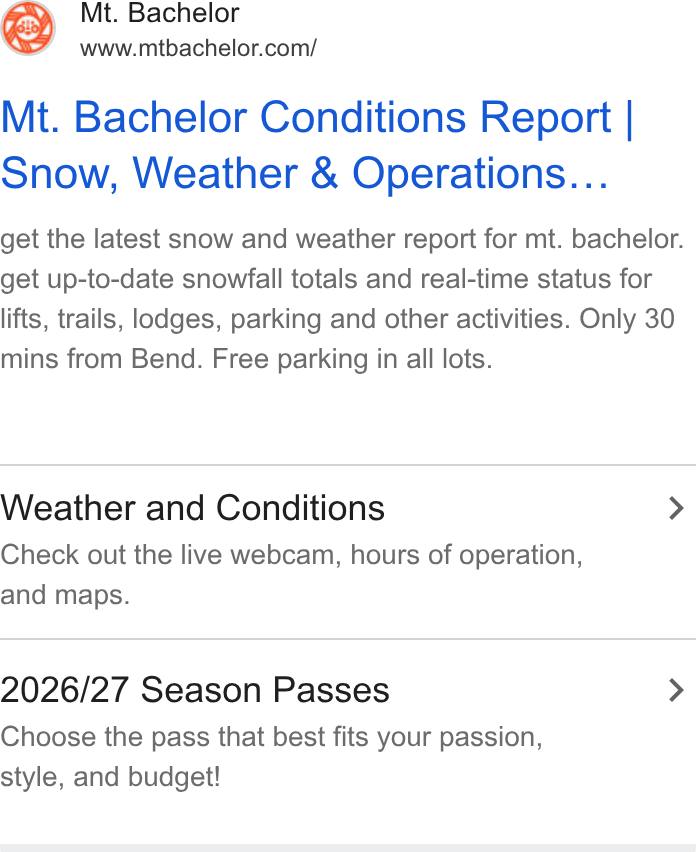 Mt. Bachelor
www.mtbachelor.com/
Mt. Bachelor Conditions Report |
Snow, Weather & Operations…
get the latest snow and weather report for mt. bachelor.
get up-to-date snowfall totals and real-time status for
lifts, trails, lodges, parking and other activities. Only 30
mins from Bend. Free parking in all lots.
Weather and Conditions
Check out the live webcam, hours of operation,
and maps.
2026/27 Season Passes
Choose the pass that best fits your passion,
style, and budget!